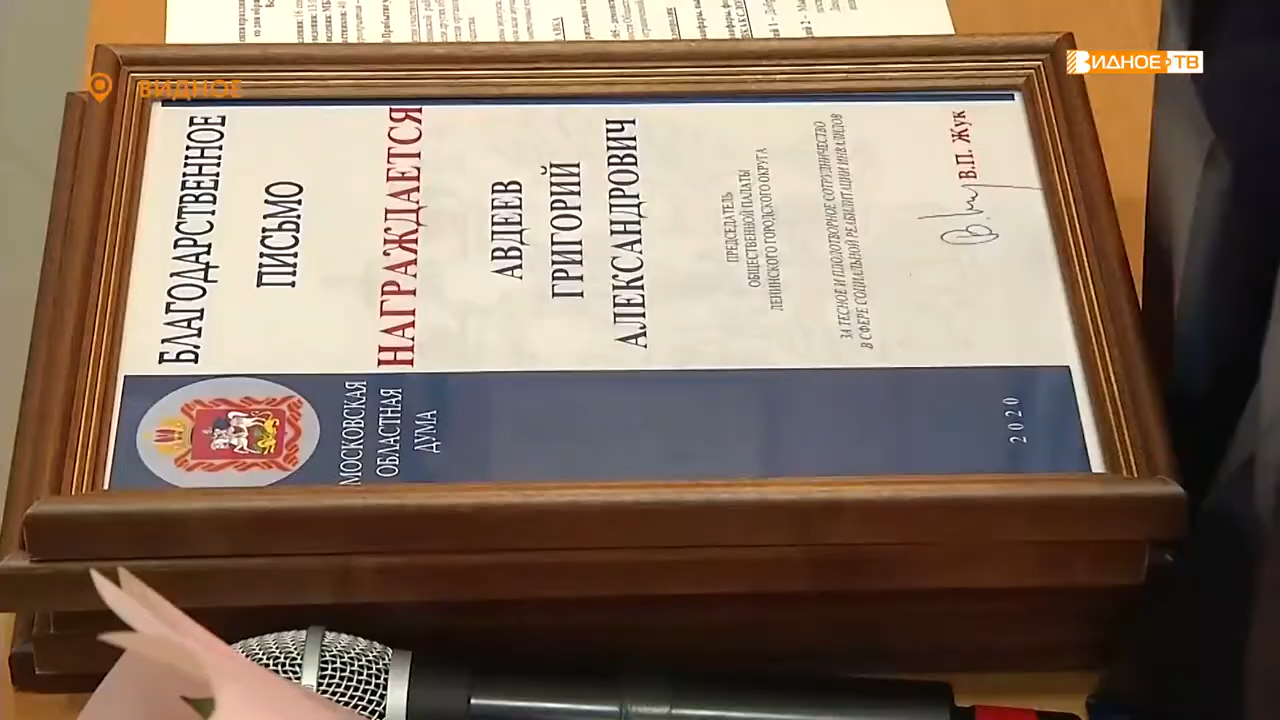 ВИДНОЕ
ВИДНОЕ ТВ
БЛАГОДАРСТВЕННОЕ
ПИСЬМО
НАГРАЖДАЕТСЯ
АВДЕЕВ
ГРИГОРИЙ
АЛЕКСАНДРОВИЧ
ПРЕДСЕДАТЕЛЬ
ОБЩЕСТВЕННОЙ ПАЛАТЫ
ЛЕНИНСКОГО ГОРОДСКОГО ОКРУГА
ЗА ТЕСНОЕ И ПЛОДОТВОРНОЕ СОТРУДНИЧЕСТВО
В СФЕРЕ СОЦИАЛЬНОЙ РЕАБИЛИТАЦИИ ИНВАЛИДОВ
В.П. Жук
МОСКОВСКАЯ
ОБЛАСТНАЯ
ДУМА
2020